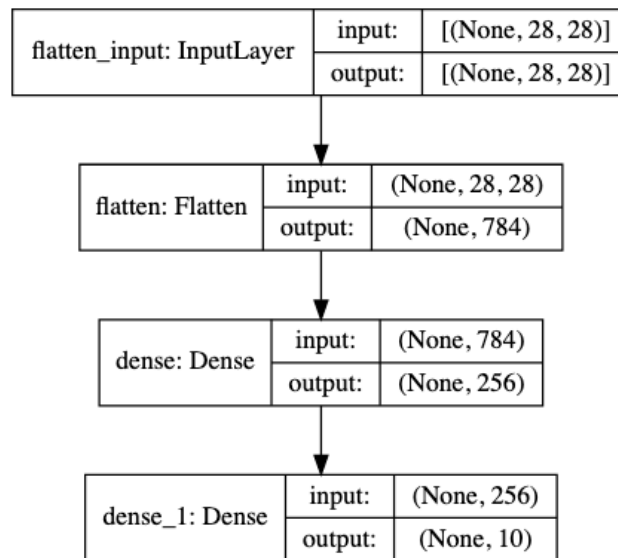 flatten_input: InputLayer
input: [(None, 28, 28)]
output: [(None, 28, 28)]
flatten: Flatten
input: (None, 28, 28)
output: (None, 784)
dense: Dense
input: (None, 784)
output: (None, 256)
dense_1: Dense
input: (None, 256)
output: (None, 10)